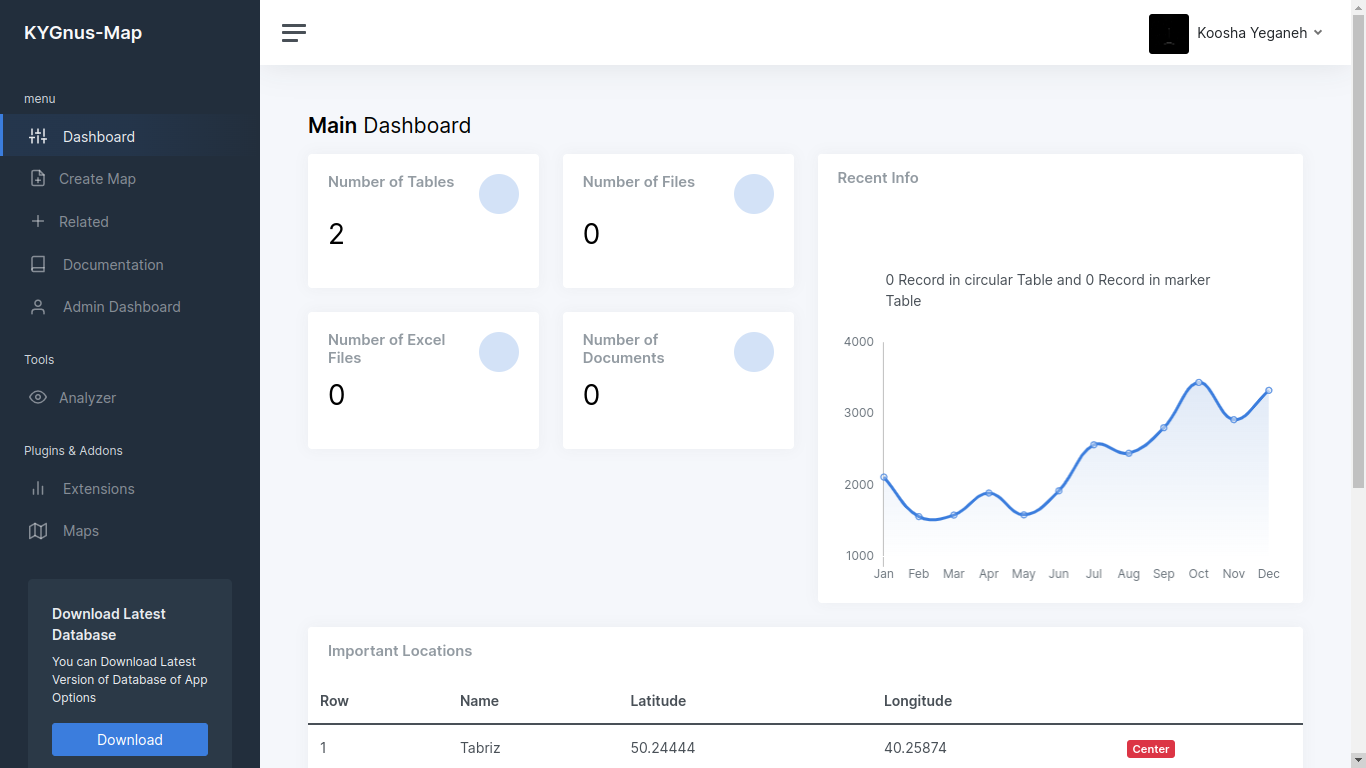 KYGnus-Map
Koosha Yeganeh
menu
Dashboard
Create Map
Related
Documentation
Admin Dashboard
Tools
Analyzer
Plugins & Addons
Extensions
Maps
Download Latest
Database
You can Download Latest
Version of Database of App
Options
Download
Main Dashboard
Number of Tables
2
Number of Files
0
Number of Excel
Files
0
Number of
Documents
0
Recent Info
0 Record in circular Table and 0 Record in marker
Table
4000
3000
2000
1000
Jan Feb Mar Apr May Jun Jul Aug Sep Oct Nov Dec
Important Locations
Row Name Latitude Longitude
1 Tabriz 50.24444 40.25874 Center